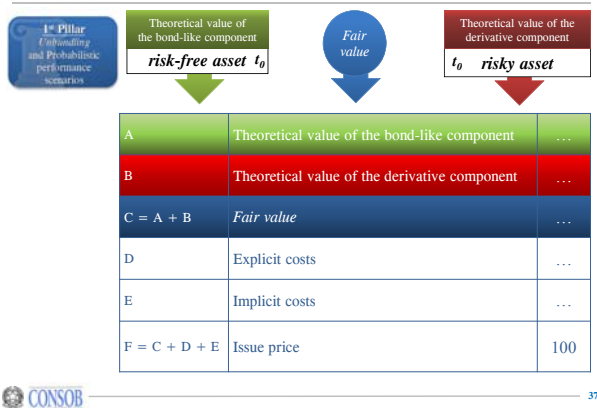 1st Pillar
Unbundling
and Probabilistic
performance
scenarios
Theoretical value of
the bond-like component
risk-free asset t0
Fair
value
Theoretical value of the
derivative component
t0 risky asset
A Theoretical value of the bond-like component ...
B Theoretical value of the derivative component ...
C = A + B Fair value ...
D Explicit costs ...
E Implicit costs ...
F = C + D + E Issue price 100
CONSOB
37